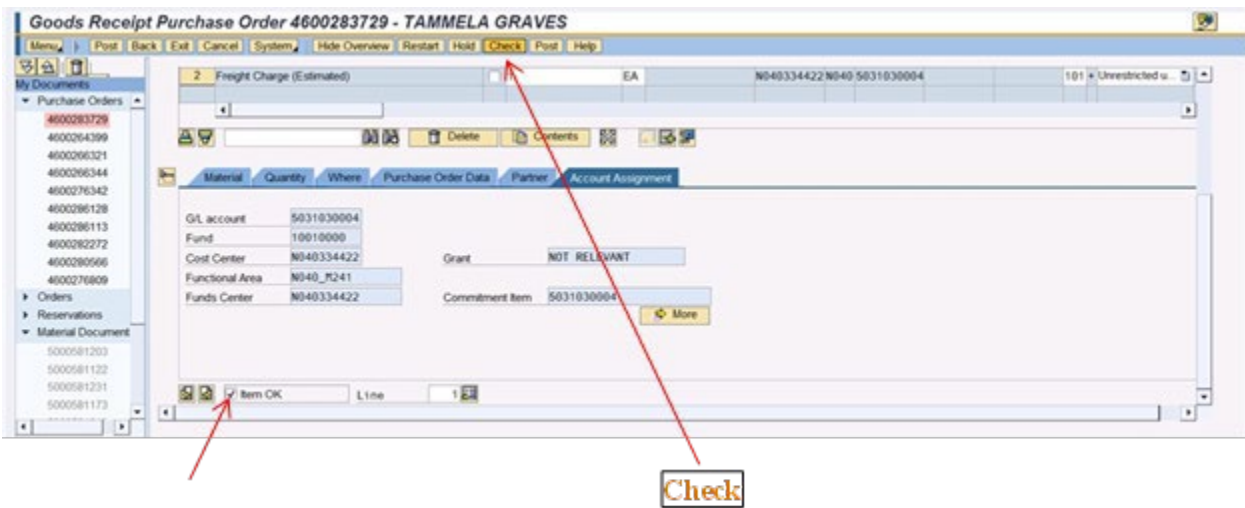 Goods Receipt Purchase Order 4600283729 - TAMMELA GRAVES
Menu Post Back Exit Cancel System Hide Overview Restart Hold Check Post Help
My Documents
Purchase Orders
4600283729
4600264399
4600266321
4600266344
4600276342
4600286128
4600286113
4600282272
4600280566
4600276809
Orders
Reservations
Material Document
5000581203
5000581122
5000581231
5000581173
2 Freight Charge (Estimated) 1 EA N040334422 N040 5031030004 101 + Unrestricted u...
Delete Contents
Material Quantity Where Purchase Order Data Partner Account Assignment
G/L account 5031030004
Fund 10010000
Cost Center N040334422 Grant NOT RELEVANT
Functional Area N040_M241
Funds Center N040334422 Commitment Item 5031030004
More
Item OK Line 1
Check